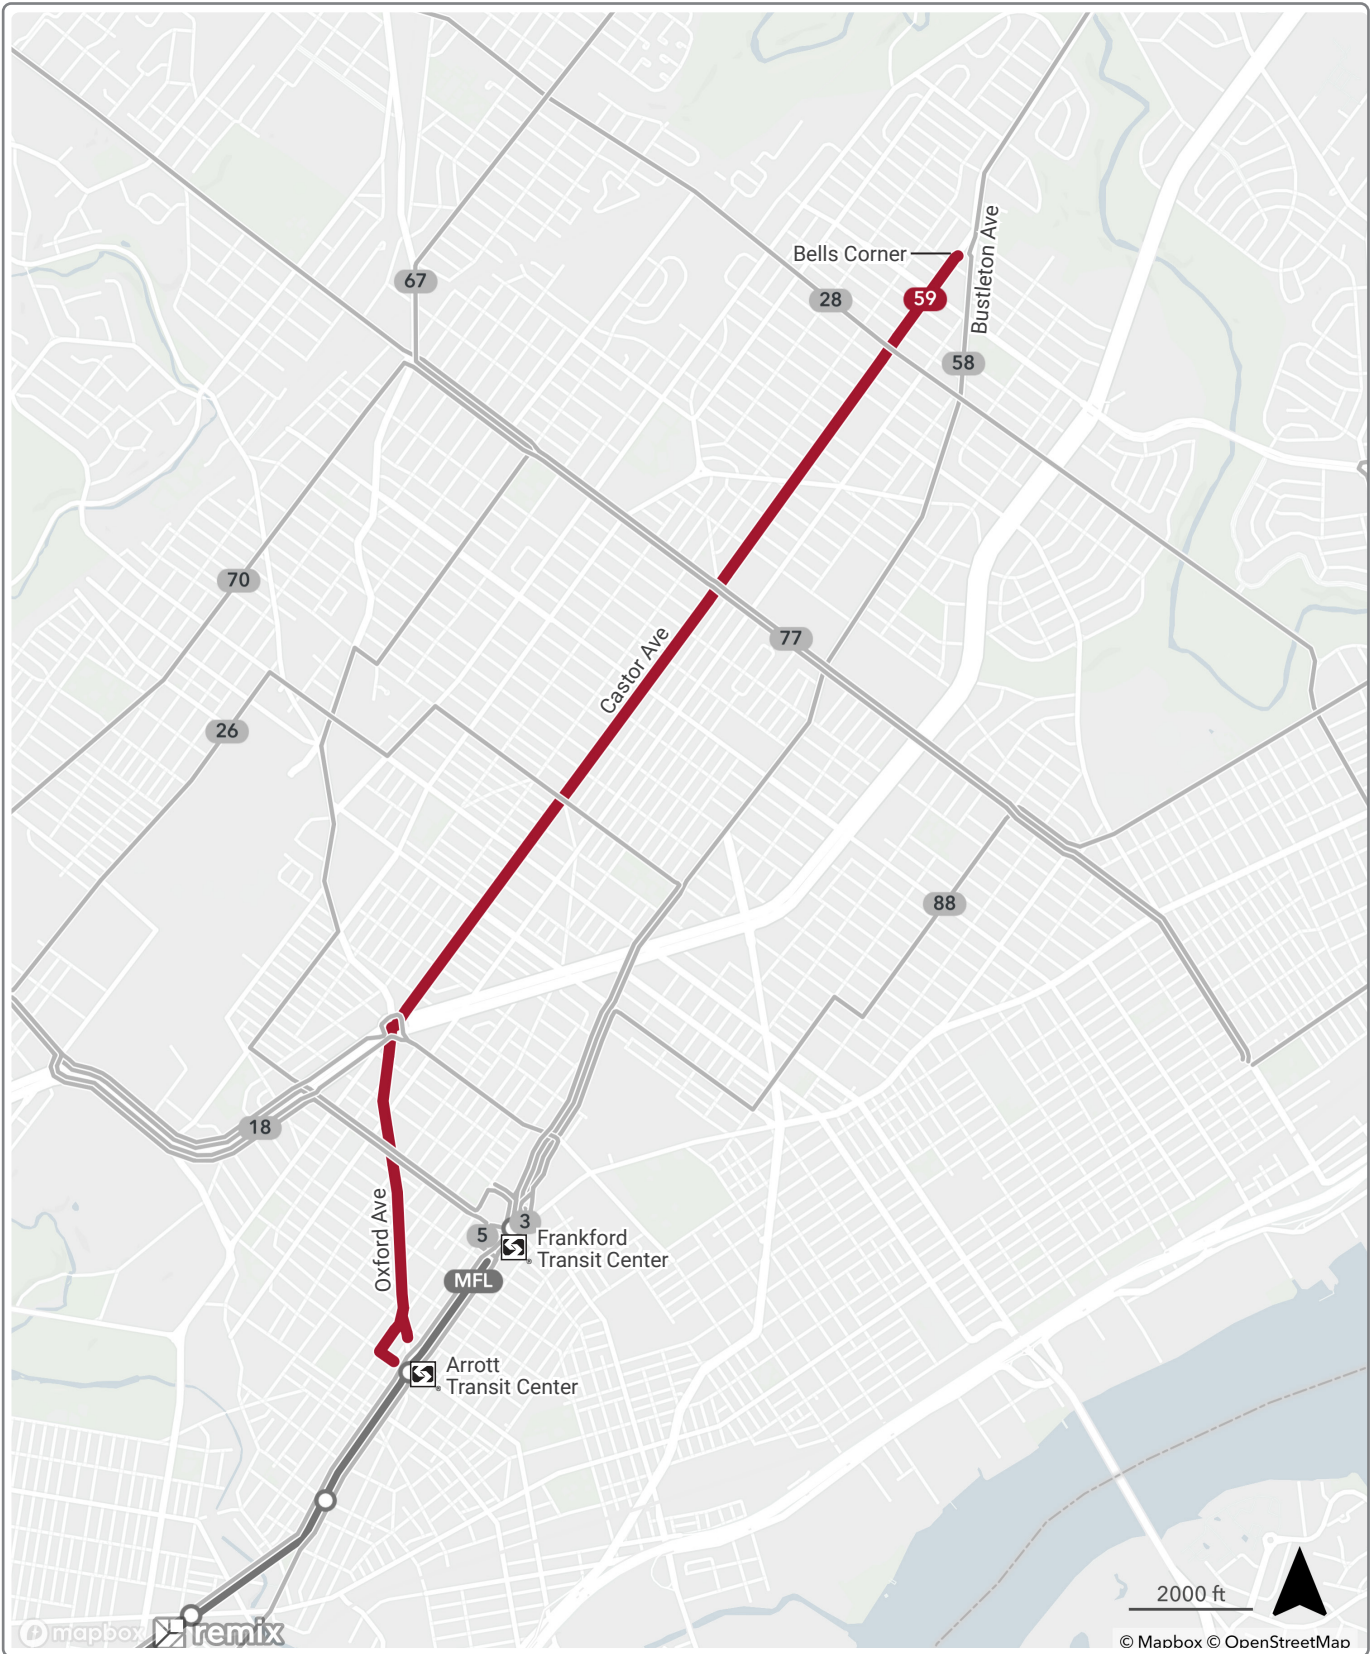 67
Bells Corner
Bustleton Ave
28
59
58
70
Castor Ave
77
26
88
18
Oxford Ave
3
5
Frankford
Transit Center
MFL
Arrott
Transit Center
2000 ft
mapbox
remix
© Mapbox © OpenStreetMap